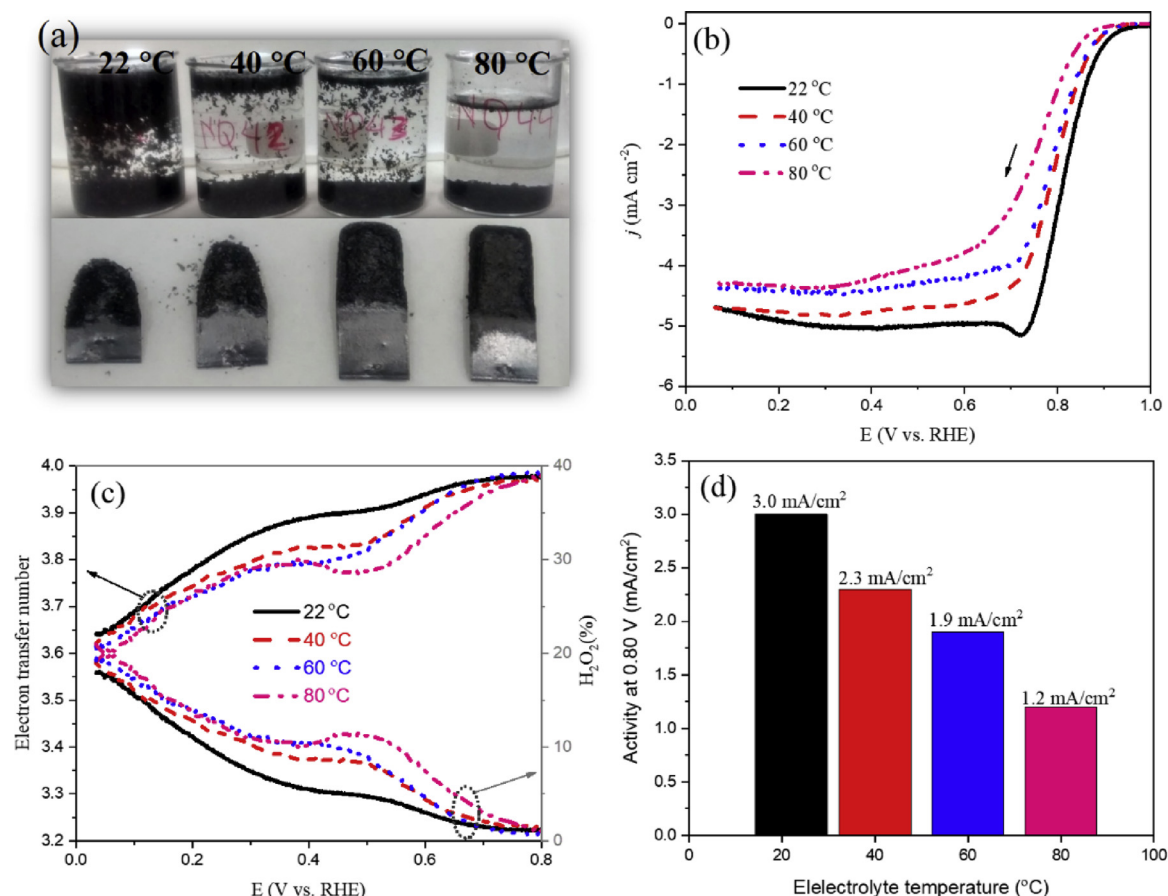 (a)
22 °C 40 °C 60 °C 80 °C
NQ42 NQ43 NQ44
(b)
0
-1
-2
-3
-4
-5
-6
j (mA cm-2)
22 °C
40 °C
60 °C
80 °C
0.0 0.2 0.4 0.6 0.8 1.0
E (V vs. RHE)
(c)
4.0
3.9
3.8
3.7
3.6
3.5
3.4
3.3
3.2
Electron transfer number
22 °C
40 °C
60 °C
80 °C
40
30
20
10
0
H2O2(%)
0.0 0.2 0.4 0.6 0.8
E (V vs. RHE)
(d)
3.5
3.0
2.5
2.0
1.5
1.0
0.5
0.0
Activity at 0.80 V (mA/cm2)
3.0 mA/cm2
2.3 mA/cm2
1.9 mA/cm2
1.2 mA/cm2
0 20 40 60 80 100
Elelectrolyte temperature (°C)